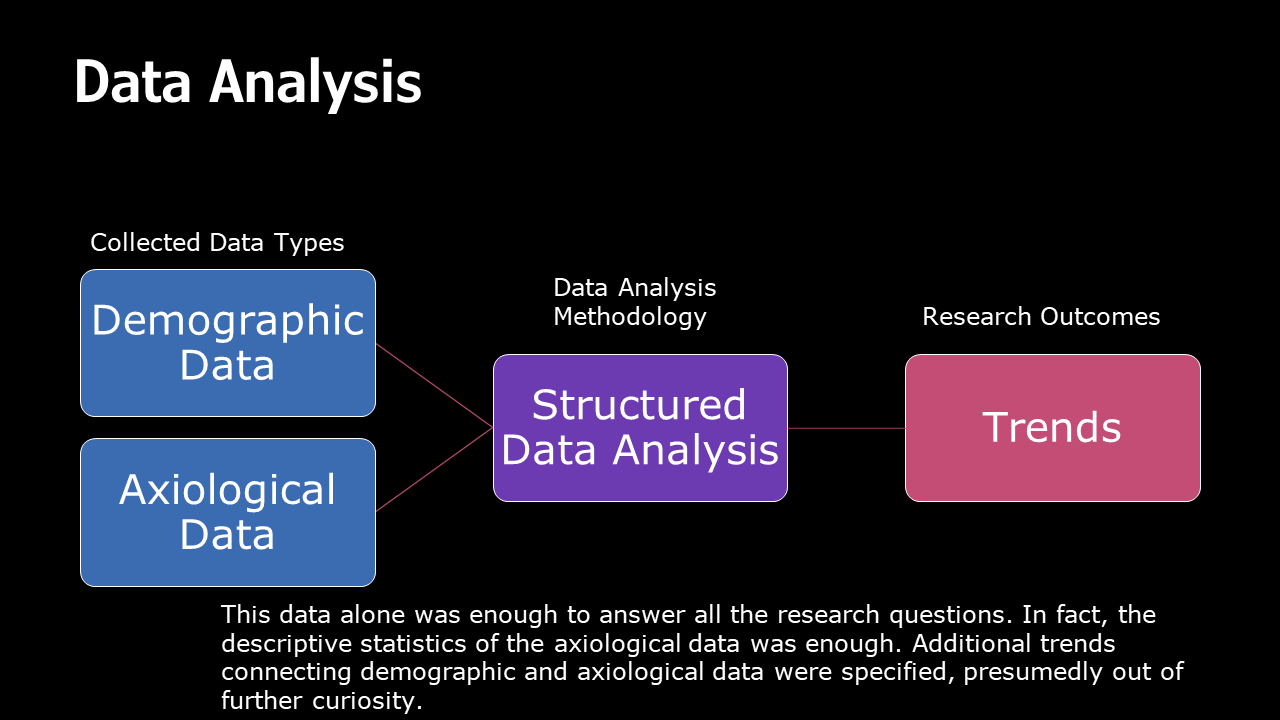 Data Analysis
Collected Data Types
Demographic
Data
Axiological
Data
Data Analysis
Methodology
Structured
Data Analysis
Research Outcomes
Trends
This data alone was enough to answer all the research questions. In fact, the
descriptive statistics of the axiological data was enough. Additional trends
connecting demographic and axiological data were specified, presumedly out of
further curiosity.